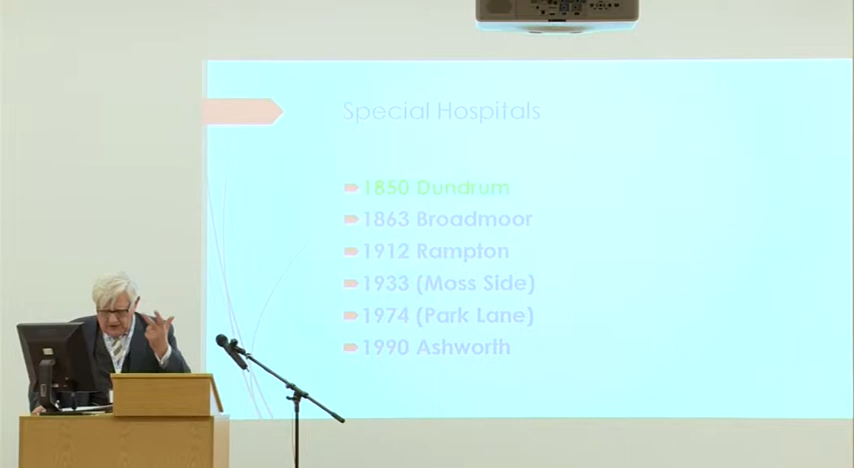 Special Hospitals
1850 Dundrum
1863 Broadmoor
1912 Rampton
1933 (Moss Side)
1974 (Park Lane)
1990 Ashworth